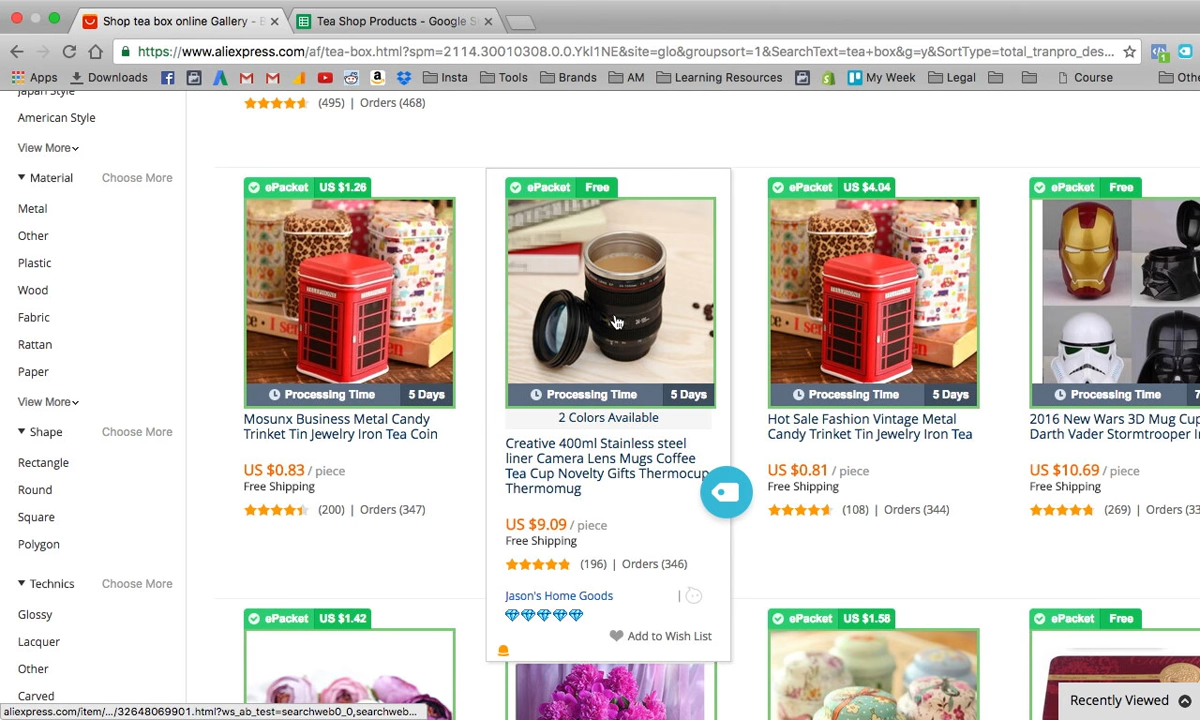 Shop tea box online Gallery -
Tea Shop Products - Google S
https://www.aliexpress.com/af/tea-box.html?spm=2114.30010308.0.0.YkI1NE&site=glo&groupsort=1&SearchText=tea+box&g=y&SortType=total_tranpro_des...
Apps Downloads Insta Tools Brands AM Learning Resources My Week Legal Course Othe
Japan Style
American Style
View More
Material Choose More
Metal
Other
Plastic
Wood
Fabric
Rattan
Paper
View More
Shape Choose More
Rectangle
Round
Square
Polygon
Technics Choose More
Glossy
Lacquer
Other
Carved
(495) | Orders (468)
ePacket US $1.26
TELEPHONE
Processing Time 5 Days
Mosunx Business Metal Candy
Trinket Tin Jewelry Iron Tea Coin
US $0.83 / piece
Free Shipping
(200) | Orders (347)
ePacket Free
Processing Time 5 Days
2 Colors Available
Creative 400ml Stainless steel
liner Camera Lens Mugs Coffee
Tea Cup Novelty Gifts Thermocup
Thermomug
US $9.09 / piece
Free Shipping
(196) | Orders (346)
Jason's Home Goods
Add to Wish List
ePacket US $4.04
TELEPHONE
Processing Time 5 Days
Hot Sale Fashion Vintage Metal
Candy Trinket Tin Jewelry Iron Tea
US $0.81 / piece
Free Shipping
(108) | Orders (344)
ePacket Free
Processing Time 7
2016 New Wars 3D Mug Cup
Darth Vader Stormtrooper I
US $10.69 / piece
Free Shipping
(269) | Orders (33
ePacket US $1.42
ePacket US $1.58
ePacket Free
Recently Viewed
aliexpress.com/item/.../32648069901.html?ws_ab_test=searchweb0_0,searchweb...